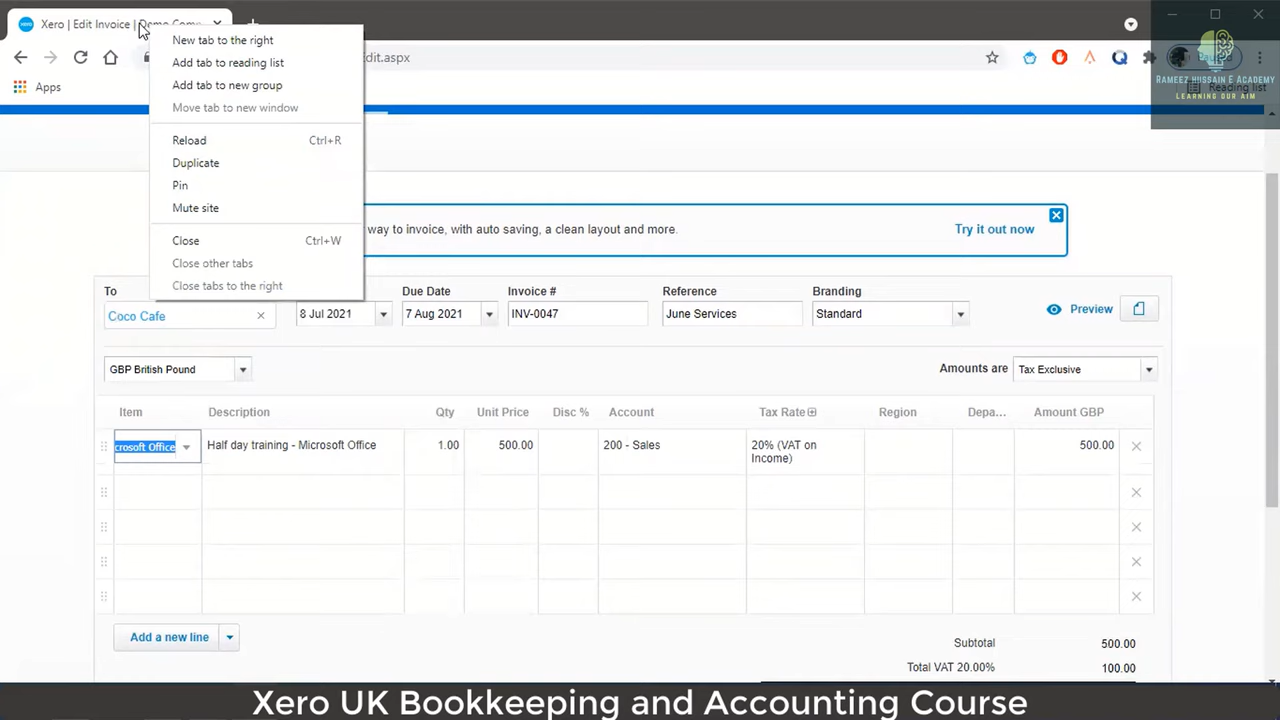 Xero | Edit Invoice | Demo Comp
New tab to the right
Add tab to reading list
Add tab to new group
Move tab to new window
Reload Ctrl+R
Duplicate
Pin
Mute site
Close Ctrl+W
Close other tabs
Close tabs to the right
dit.aspx
Apps
Reading list
RAMEEZ HUSSAIN E ACADEMY
LEARNING OUR AIM
way to invoice, with auto saving, a clean layout and more.
Try it out now
To Due Date Invoice # Reference Branding
Coco Cafe 8 Jul 2021 7 Aug 2021 INV-0047 June Services Standard Preview
GBP British Pound Amounts are Tax Exclusive
Item Description Qty Unit Price Disc % Account Tax Rate Region Depa... Amount GBP
crosoft Office Half day training - Microsoft Office 1.00 500.00 200 - Sales 20% (VAT on 500.00
Income)
Add a new line
Subtotal 500.00
Total VAT 20.00% 100.00
Xero UK Bookkeeping and Accounting Course